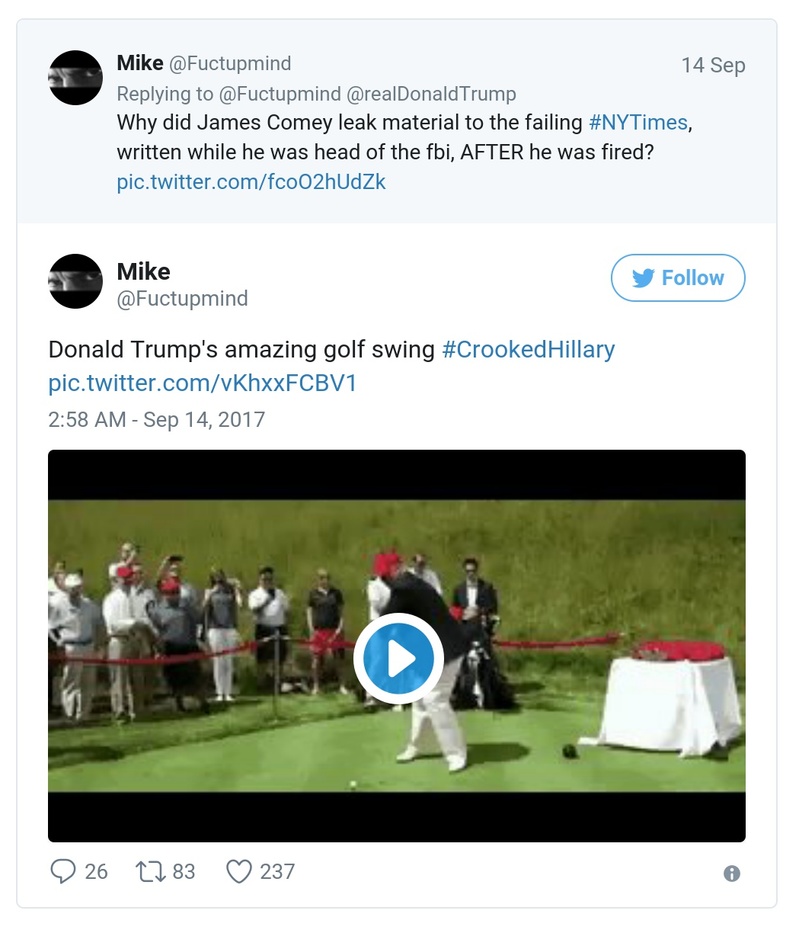 Mike @Fuctupmind 14 Sep
Replying to @Fuctupmind @realDonaldTrump
Why did James Comey leak material to the failing #NYTimes,
written while he was head of the fbi, AFTER he was fired?
pic.twitter.com/fcoO2hUdZk
Mike
@Fuctupmind
Follow
Donald Trump's amazing golf swing #CrookedHillary
pic.twitter.com/vKhxxFCBV1
2:58 AM - Sep 14, 2017
26 83 237